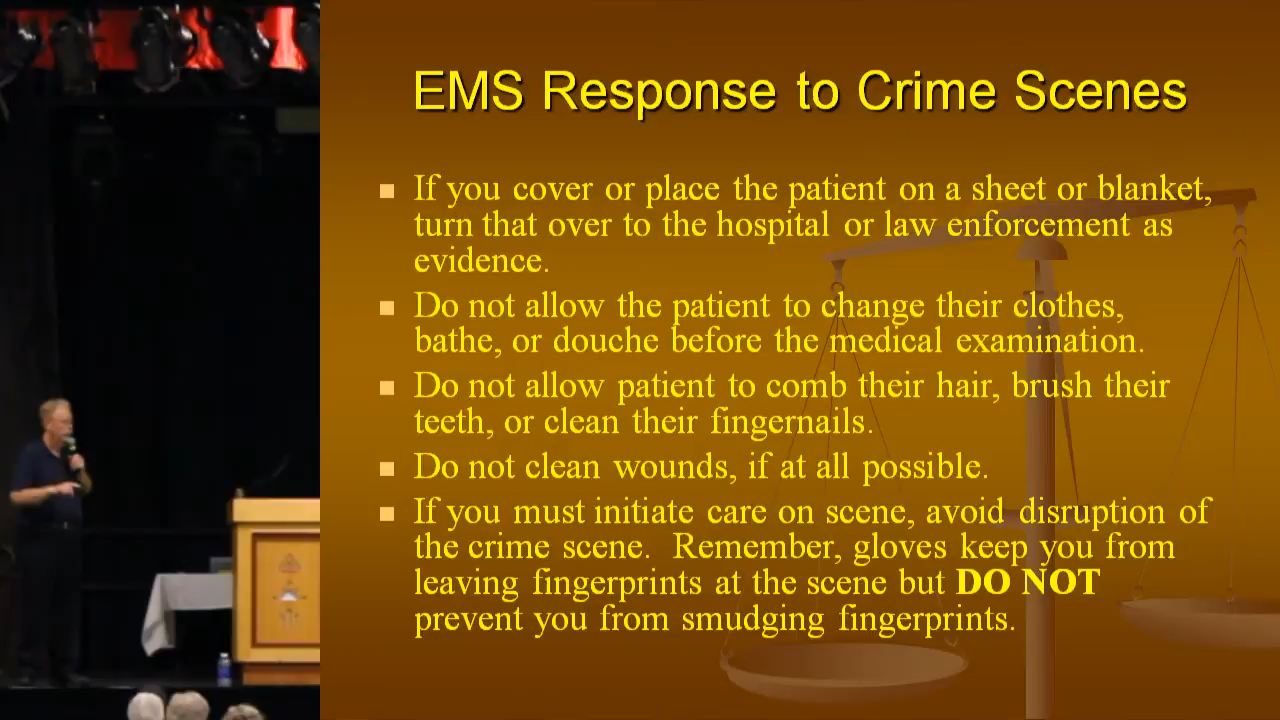 EMS Response to Crime Scenes
If you cover or place the patient on a sheet or blanket,
turn that over to the hospital or law enforcement as
evidence.
Do not allow the patient to change their clothes,
bathe, or douche before the medical examination.
Do not allow patient to comb their hair, brush their
teeth, or clean their fingernails.
Do not clean wounds, if at all possible.
If you must initiate care on scene, avoid disruption of
the crime scene.  Remember, gloves keep you from
leaving fingerprints at the scene but DO NOT
prevent you from smudging fingerprints.